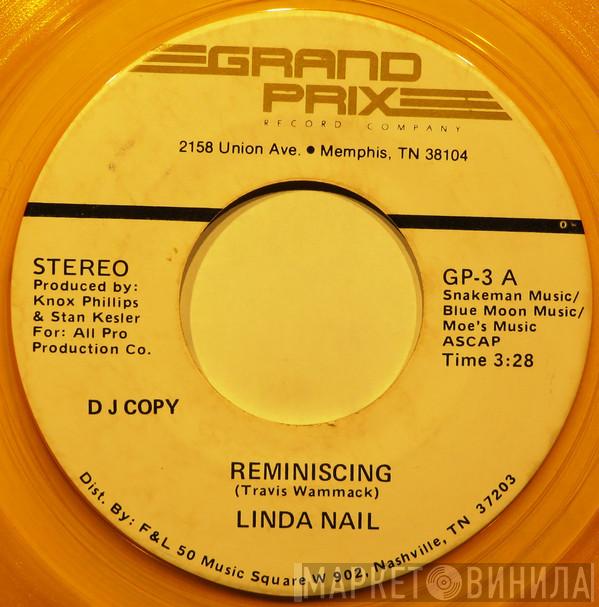 GRAND
PRIX
RECORD COMPANY
2158 Union Ave. • Memphis, TN 38104
STEREO
Produced by:
Knox Phillips
& Stan Kesler
For: All Pro
Production Co.
GP-3 A
Snakeman Music/
Blue Moon Music/
Moe's Music
ASCAP
Time 3:28
D J COPY
REMINISCING
(Travis Wammack)
LINDA NAIL
Dist. By: F&L 50 Music Square W 902, Nashville, TN 37203
МАРКЕТ ВИНИЛА